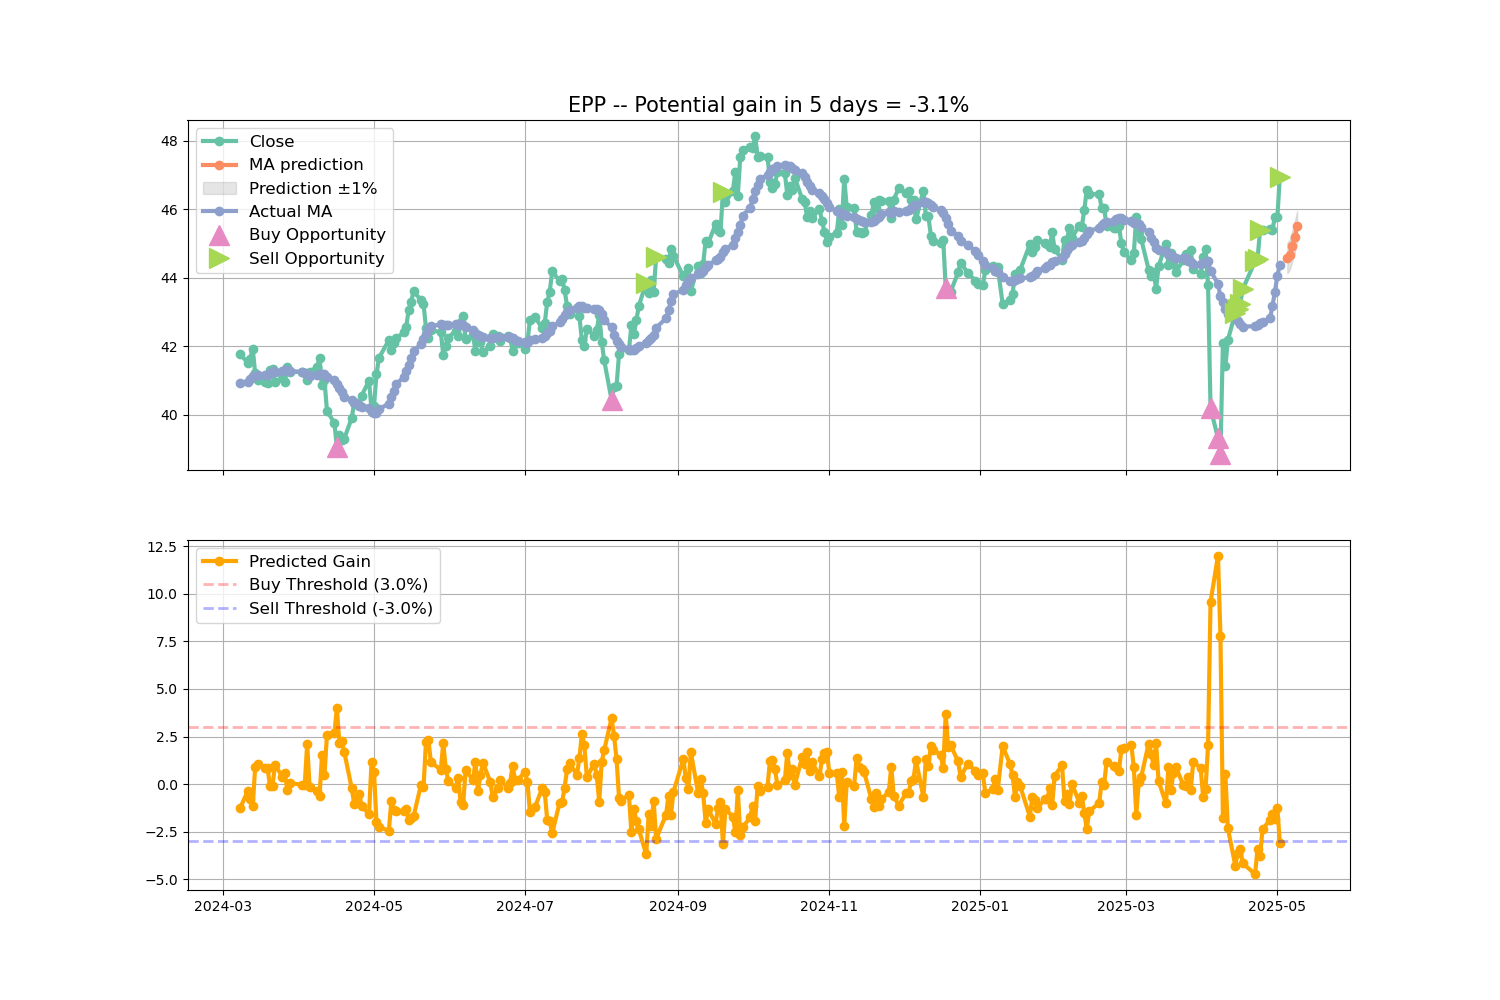 EPP -- Potential gain in 5 days = -3.1%
48
46
44
42
40
Close
MA prediction
Prediction ±1%
Actual MA
Buy Opportunity
Sell Opportunity
12.5
10.0
7.5
5.0
2.5
0.0
−2.5
−5.0
Predicted Gain
Buy Threshold (3.0%)
Sell Threshold (-3.0%)
2024-03 2024-05 2024-07 2024-09 2024-11 2025-01 2025-03 2025-05